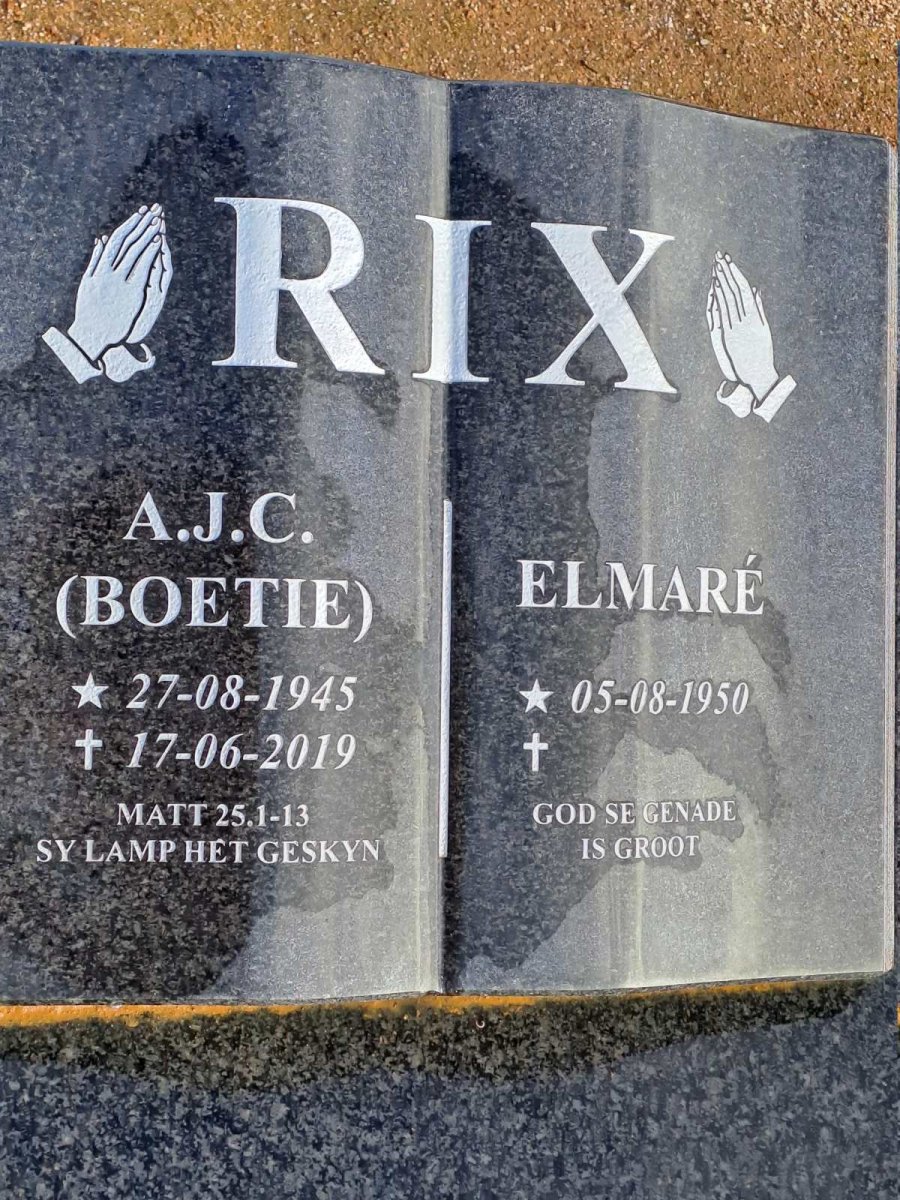 RIX
A.J.C.
(BOETIE)
★ 27-08-1945
✝ 17-06-2019
MATT 25.1-13
SY LAMP HET GESKYN
ELMARÉ
★ 05-08-1950
✝
GOD SE GENADE
IS GROOT